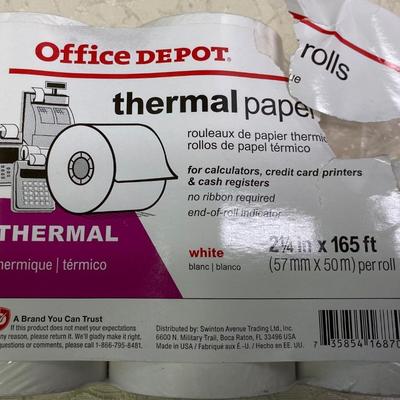 Office DEPOT®
rolls
thermal paper
rouleaux de papier thermic
rollos de papel térmico
for calculators, credit card printers
& cash registers
no ribbon required
end-of-roll indicator
THERMAL
hermique | térmico
white
blanc | blanco
2¼ in x 165 ft
(57 mm X 50 m) per roll
A Brand You Can Trust
If this product does not meet your expectations
any reason, please return it. We'll gladly make it right.
questions or comments, please call 1-866-795-8481.
Distributed by: Swinton Avenue Trading Ltd., Inc.
6600 N. Military Trail, Boca Raton, FL 33496 USA
Made in USA / Fabriqué aux É.-U. / Hecho en EE. UU.
7 35854 16870